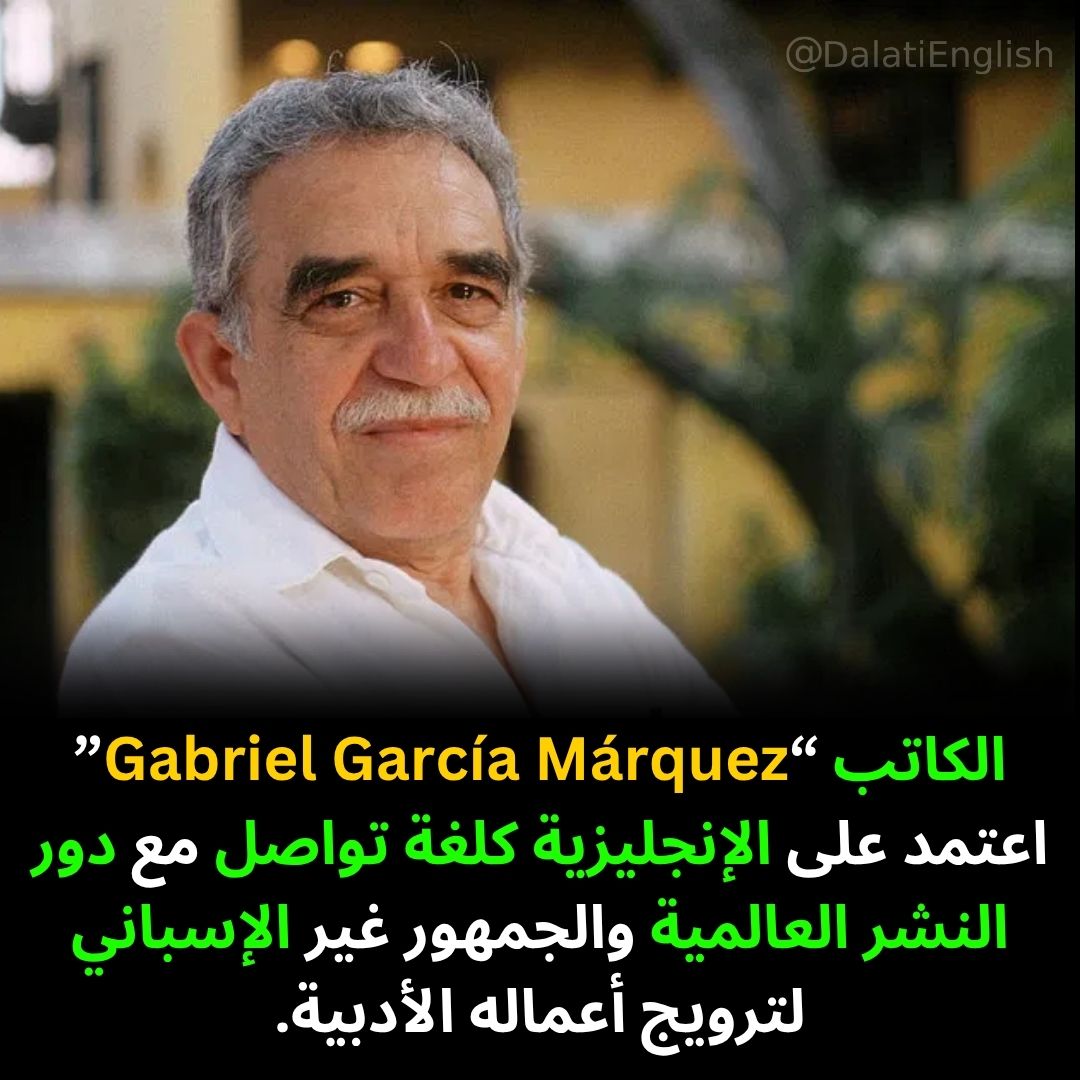 @DalatiEnglish
الكاتب “Gabriel García Márquez”
اعتمد على الإنجليزية كلغة تواصل مع دور
النشر العالمية والجمهور غير الإسباني
لترويج أعماله الأدبية.